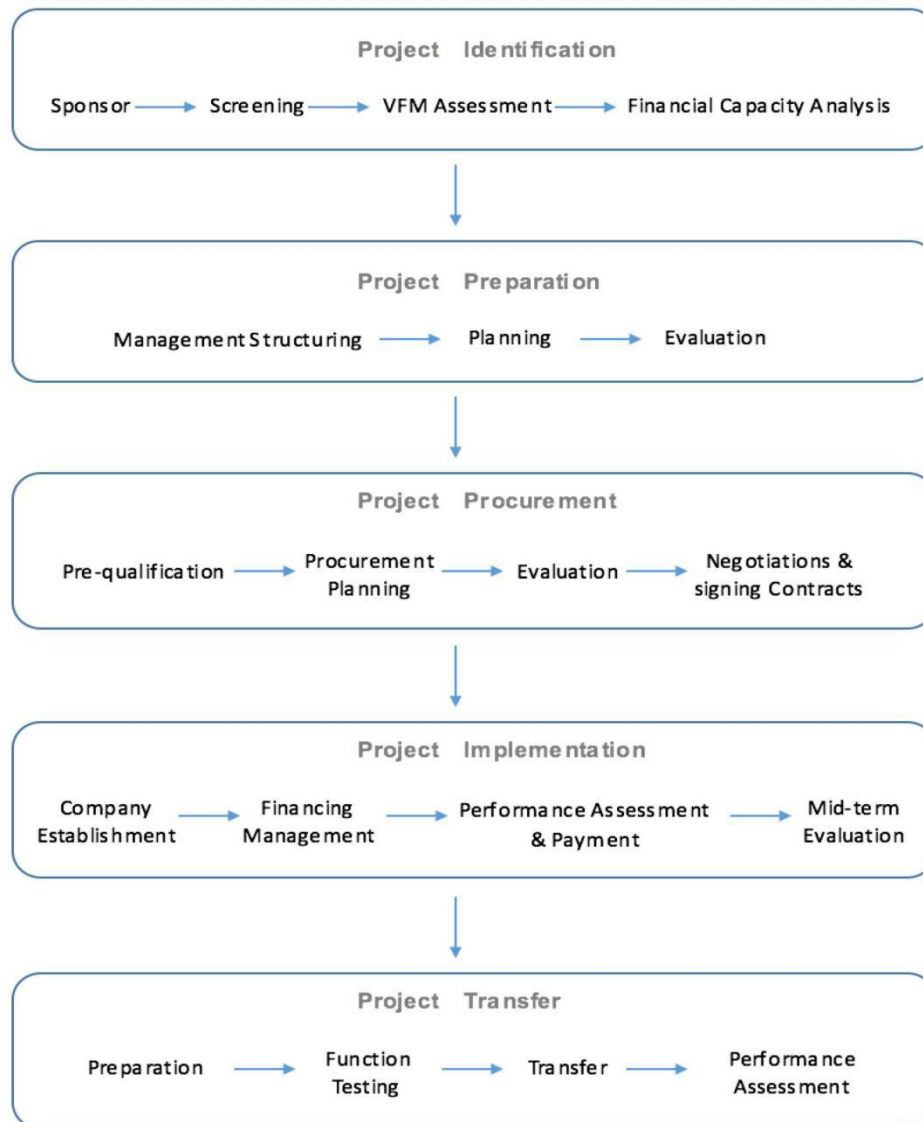 Project Identification
Sponsor Screening VFM Assessment Financial Capacity Analysis
Project Preparation
Management Structuring Planning Evaluation
Project Procurement
Pre-qualification
Procurement
Planning
Evaluation
Negotiations &
signing Contracts
Project Implementation
Company
Establishment
Financing
Management
Performance Assessment
& Payment
Mid-term
Evaluation
Project Transfer
Preparation
Function
Testing
Transfer
Performance
Assessment